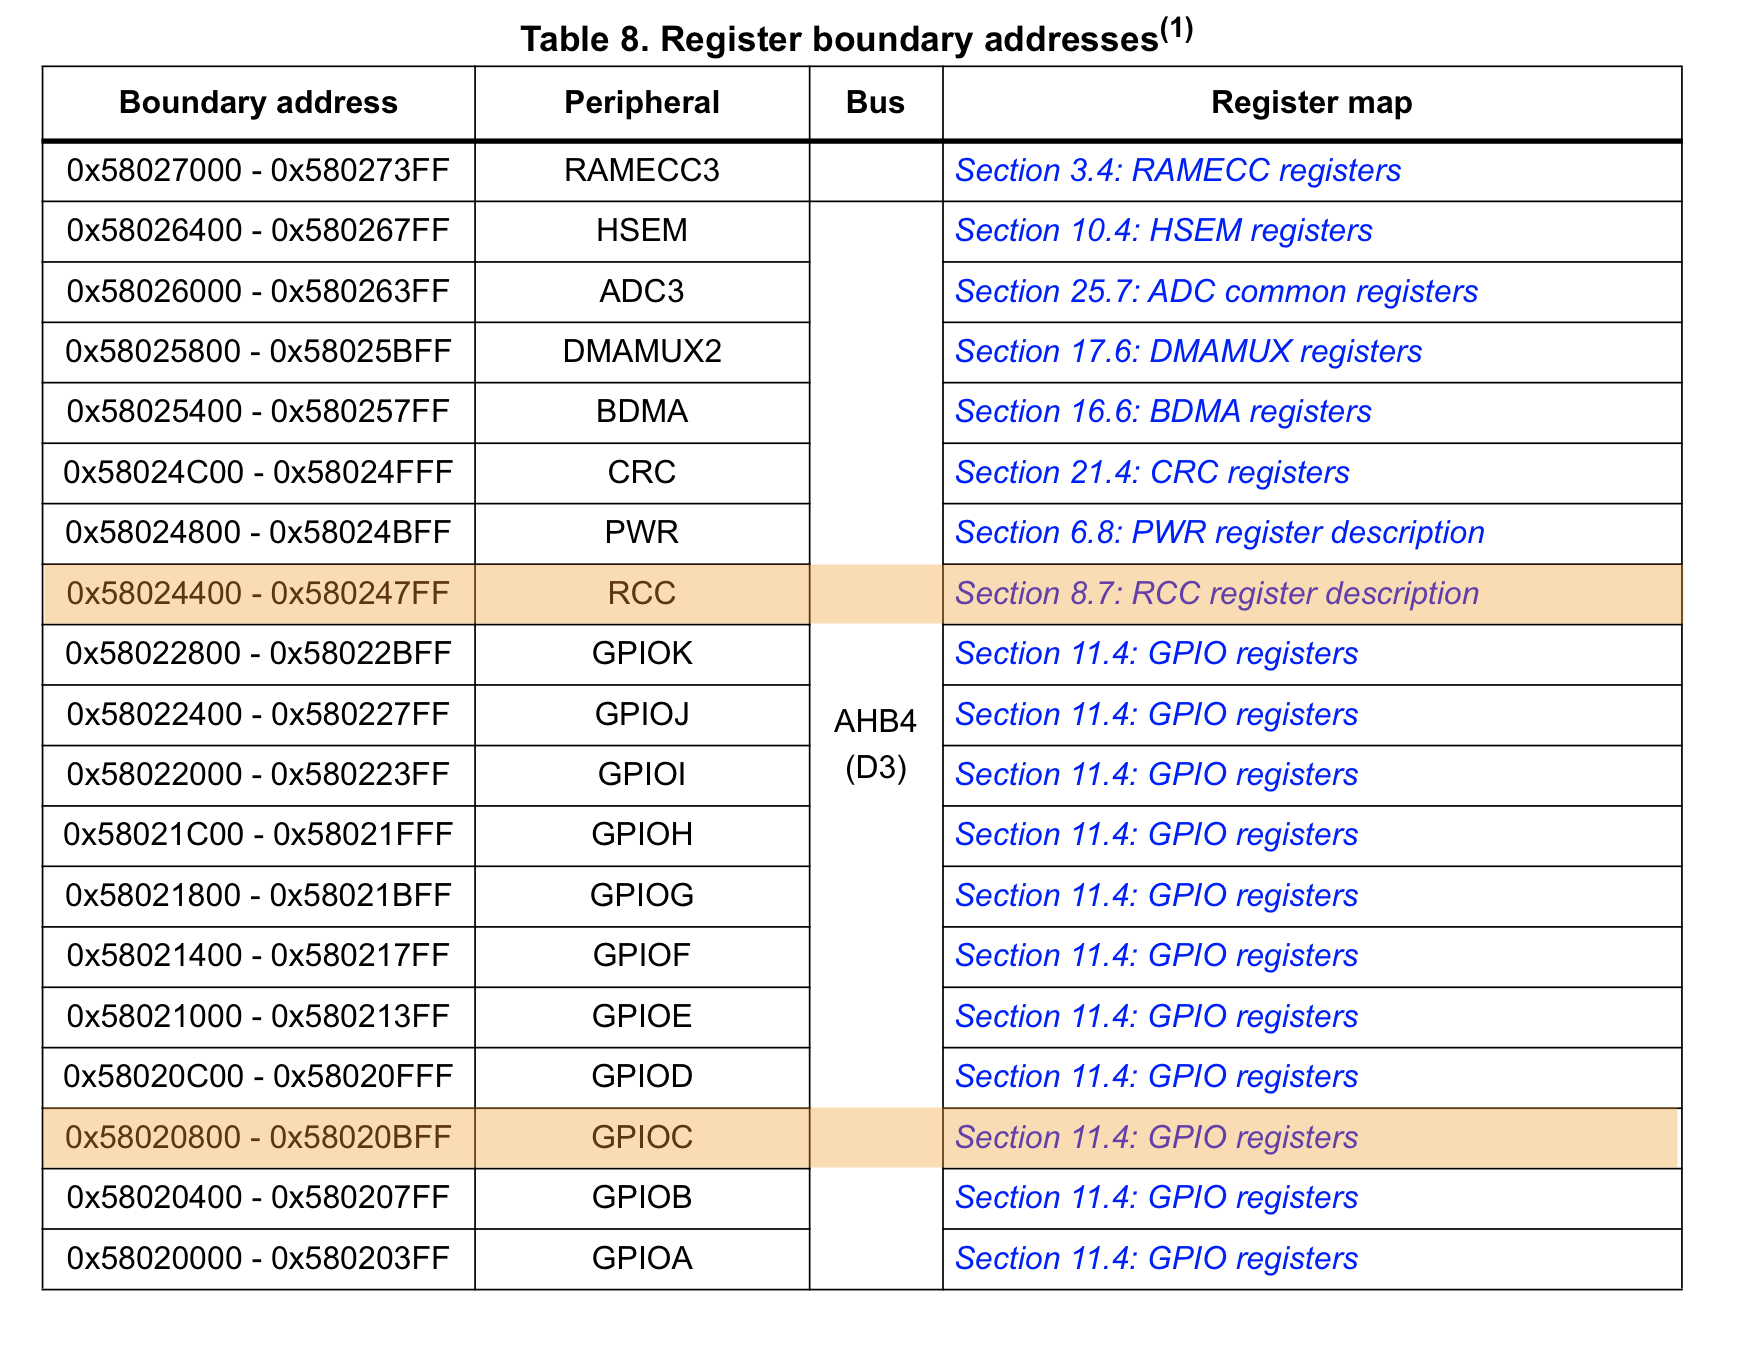 Table 8. Register boundary addresses(1)
Boundary address Peripheral Bus Register map
0x58027000 - 0x580273FF RAMECC3 Section 3.4: RAMECC registers
0x58026400 - 0x580267FF HSEM Section 10.4: HSEM registers
0x58026000 - 0x580263FF ADC3 Section 25.7: ADC common registers
0x58025800 - 0x58025BFF DMAMUX2 Section 17.6: DMAMUX registers
0x58025400 - 0x580257FF BDMA Section 16.6: BDMA registers
0x58024C00 - 0x58024FFF CRC Section 21.4: CRC registers
0x58024800 - 0x58024BFF PWR Section 6.8: PWR register description
0x58024400 - 0x580247FF RCC Section 8.7: RCC register description
0x58022800 - 0x58022BFF GPIOK Section 11.4: GPIO registers
0x58022400 - 0x580227FF GPIOJ Section 11.4: GPIO registers
AHB4
(D3)
0x58022000 - 0x580223FF GPIOI Section 11.4: GPIO registers
0x58021C00 - 0x58021FFF GPIOH Section 11.4: GPIO registers
0x58021800 - 0x58021BFF GPIOG Section 11.4: GPIO registers
0x58021400 - 0x580217FF GPIOF Section 11.4: GPIO registers
0x58021000 - 0x580213FF GPIOE Section 11.4: GPIO registers
0x58020C00 - 0x58020FFF GPIOD Section 11.4: GPIO registers
0x58020800 - 0x58020BFF GPIOC Section 11.4: GPIO registers
0x58020400 - 0x580207FF GPIOB Section 11.4: GPIO registers
0x58020000 - 0x580203FF GPIOA Section 11.4: GPIO registers